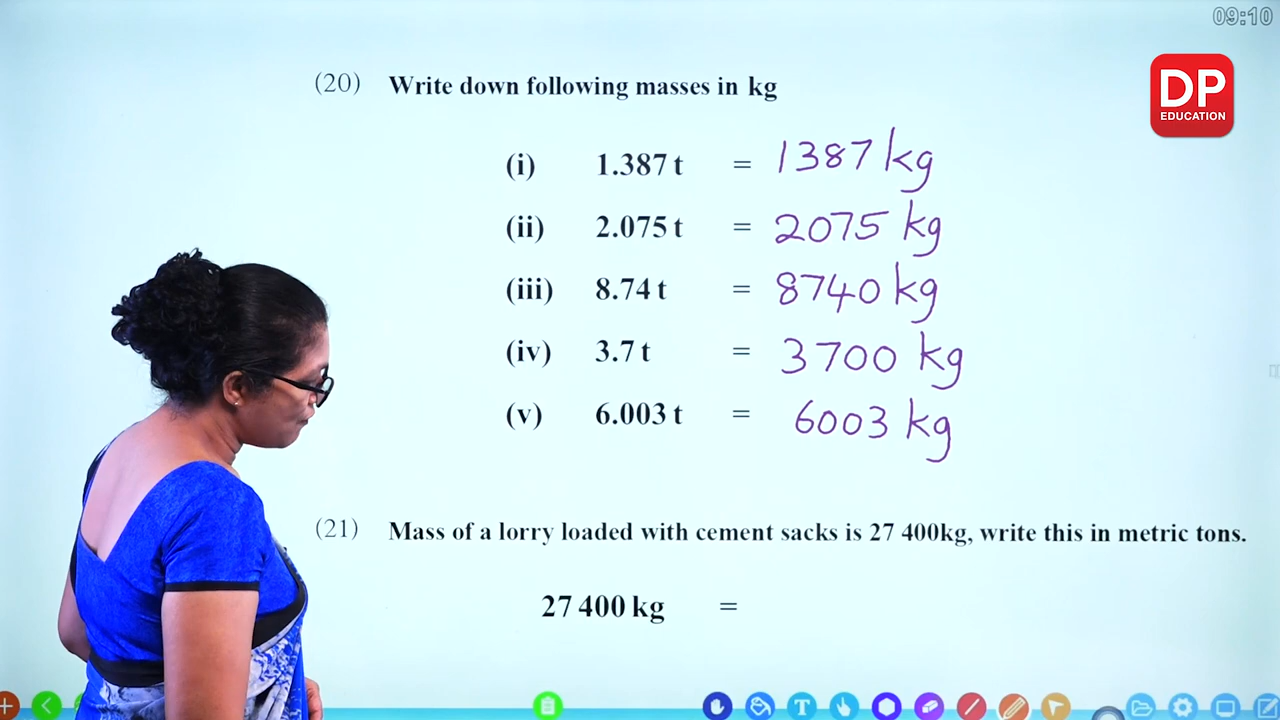 09:10
DP
EDUCATION
(20) Write down following masses in kg
(i) 1.387 t = 1387 kg
(ii) 2.075 t = 2075 kg
(iii) 8.74 t = 8740 kg
(iv) 3.7 t = 3700 kg
(v) 6.003 t = 6003 kg
(21) Mass of a lorry loaded with cement sacks is 27 400kg, write this in metric tons.
27 400 kg =